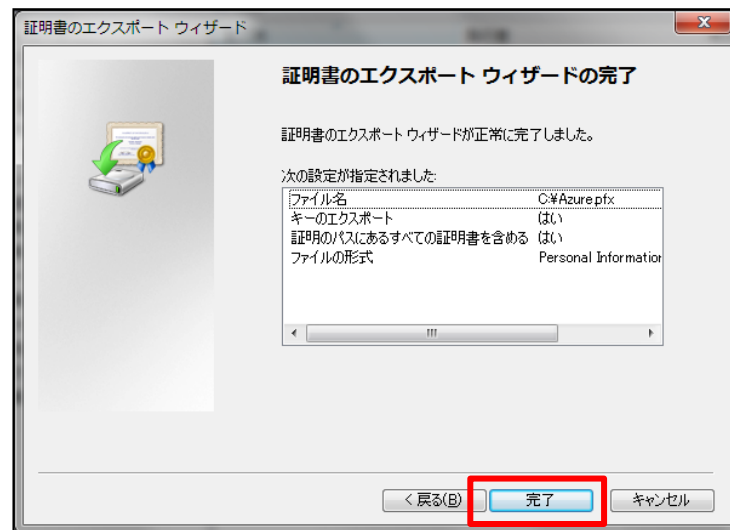 証明書のエクスポート ウィザード
証明書のエクスポート ウィザードの完了
証明書のエクスポート ウィザードが正常に完了しました。
次の設定が指定されました:
ファイル名 C:¥Azure.pfx
キーのエクスポート はい
証明のパスにあるすべての証明書を含める はい
ファイルの形式 Personal Information
< 戻る(B) 完了 キャンセル